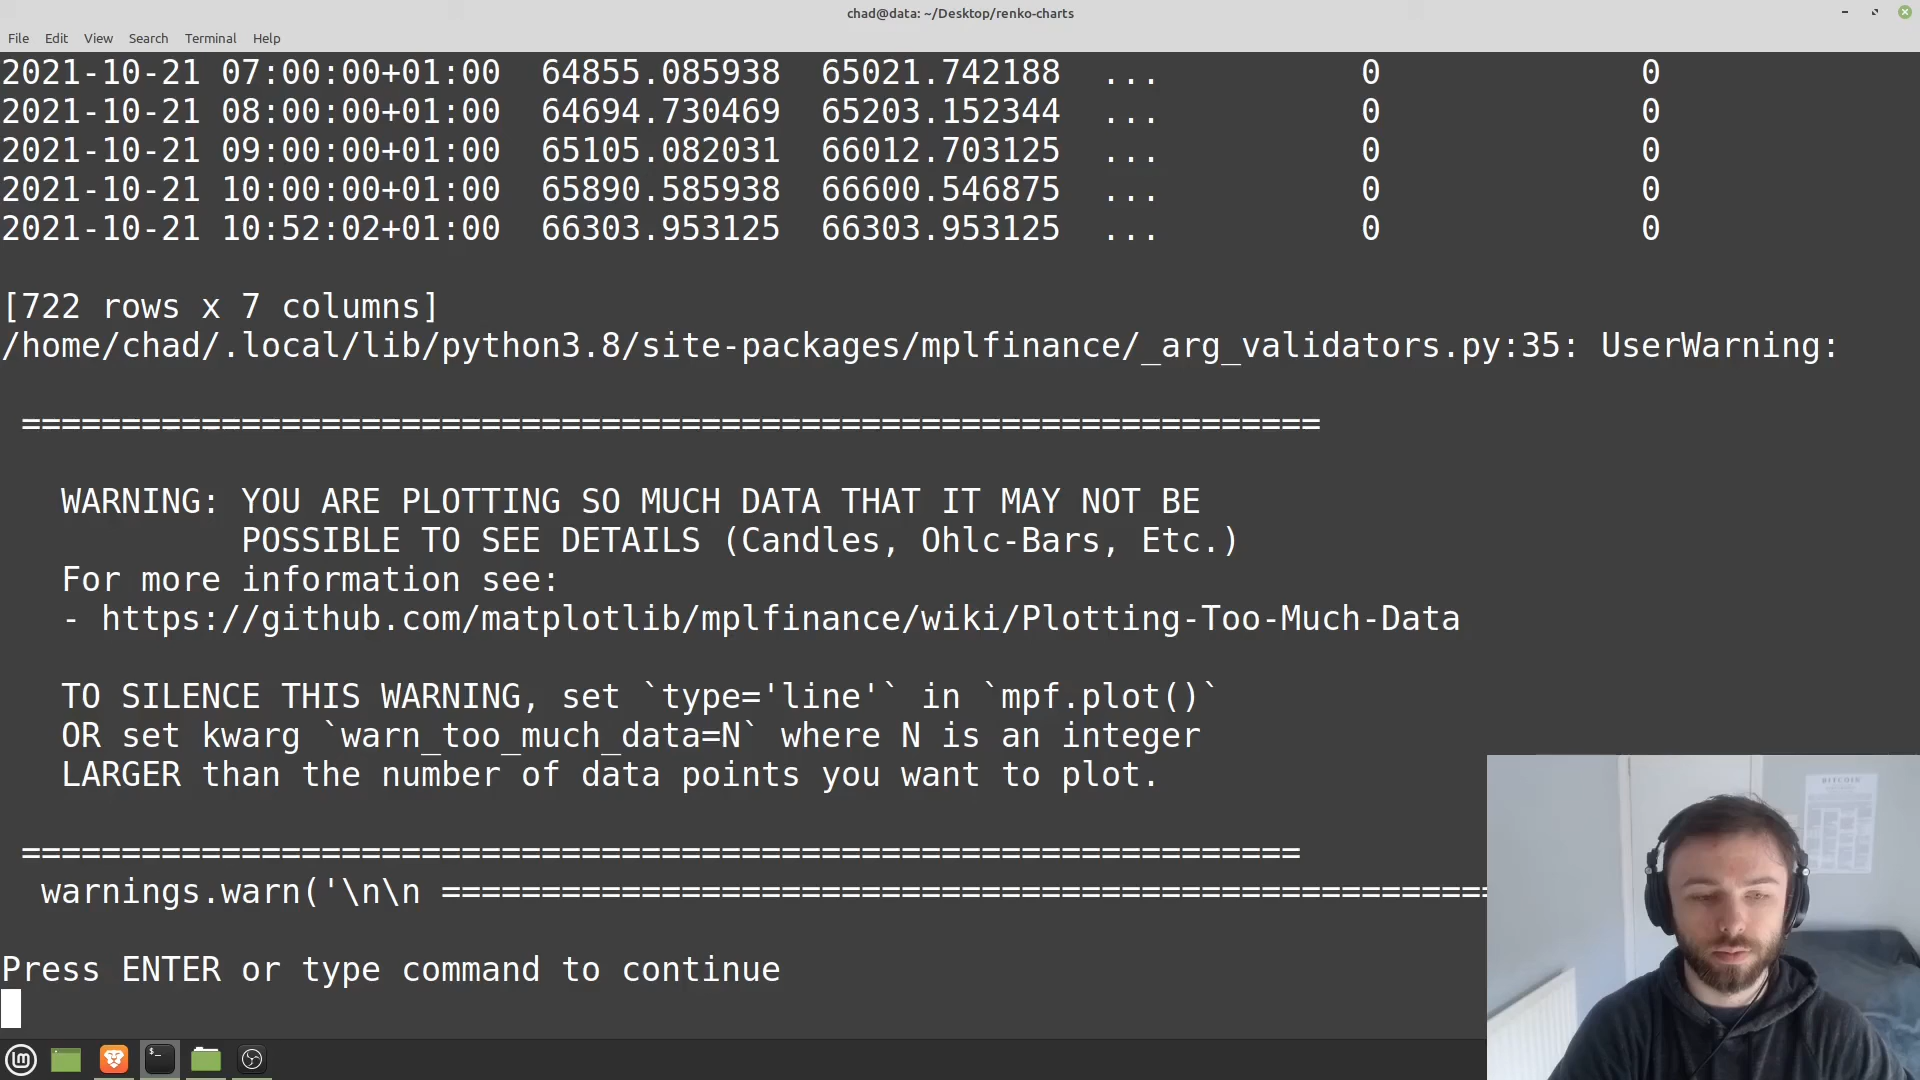 chad@data: ~/Desktop/renko-charts
File Edit View Search Terminal Help
2021-10-21 07:00:00+01:00  64855.085938  65021.742188  ...          0             0
2021-10-21 08:00:00+01:00  64694.730469  65203.152344  ...          0             0
2021-10-21 09:00:00+01:00  65105.082031  66012.703125  ...          0             0
2021-10-21 10:00:00+01:00  65890.585938  66600.546875  ...          0             0
2021-10-21 10:52:02+01:00  66303.953125  66303.953125  ...          0             0
[722 rows x 7 columns]
/home/chad/.local/lib/python3.8/site-packages/mplfinance/_arg_validators.py:35: UserWarning:
=================================================================
WARNING: YOU ARE PLOTTING SO MUCH DATA THAT IT MAY NOT BE
POSSIBLE TO SEE DETAILS (Candles, Ohlc-Bars, Etc.)
For more information see:
- https://github.com/matplotlib/mplfinance/wiki/Plotting-Too-Much-Data
TO SILENCE THIS WARNING, set `type='line'` in `mpf.plot()`
OR set kwarg `warn_too_much_data=N` where N is an integer
LARGER than the number of data points you want to plot.
================================================================
warnings.warn('\n\n =====================================================
Press ENTER or type command to continue
BITCOIN
$-
lm